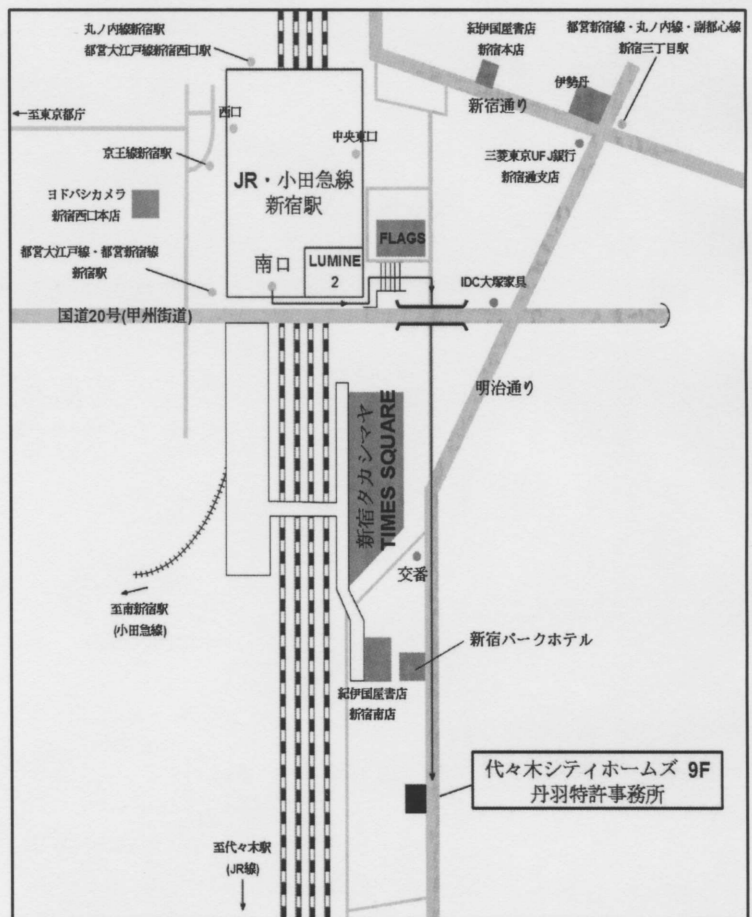 丸ノ内線新宿駅
都営大江戸線新宿西口駅
紀伊国屋書店
新宿本店
都営新宿線・丸ノ内線・副都心線
新宿三丁目駅
伊勢丹
新宿通り
←至東京都庁
西口
中央東口
京王線新宿駅
三菱東京UFJ銀行
新宿通支店
JR・小田急線
新宿駅
ヨドバシカメラ
新宿西口本店
FLAGS
都営大江戸線・都営新宿線
新宿駅
南口
LUMINE
2
IDC大塚家具
国道20号(甲州街道)
明治通り
新宿タカシマヤ
TIMES SQUARE
交番
至南新宿駅
(小田急線)
新宿パークホテル
紀伊国屋書店
新宿南店
代々木シティホームズ 9F
丹羽特許事務所
至代々木駅
(JR線)